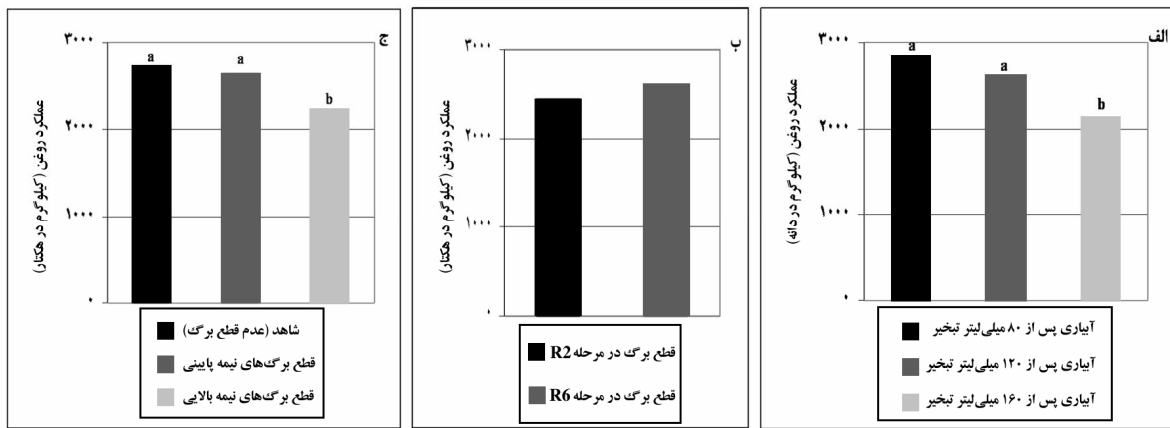 الف
عملکرد روغن (کیلوگرم در دانه)
۳۰۰۰
۲۰۰۰
۱۰۰۰
۰
a
a
b
آبیاری پس از ۸۰ میلی‌لیتر تبخیر
آبیاری پس از ۱۲۰ میلی‌لیتر تبخیر
آبیاری پس از ۱۶۰ میلی‌لیتر تبخیر
ب
عملکرد روغن (کیلوگرم در هکتار)
۳۰۰۰
۲۰۰۰
۱۰۰۰
۰
قطع برگ در مرحله R2
قطع برگ در مرحله R6
ج
عملکرد روغن (کیلوگرم در هکتار)
۳۰۰۰
۲۰۰۰
۱۰۰۰
۰
a
a
b
شاهد (عدم قطع برگ)
قطع برگ‌های نیمه پایینی
قطع برگ‌های نیمه بالایی